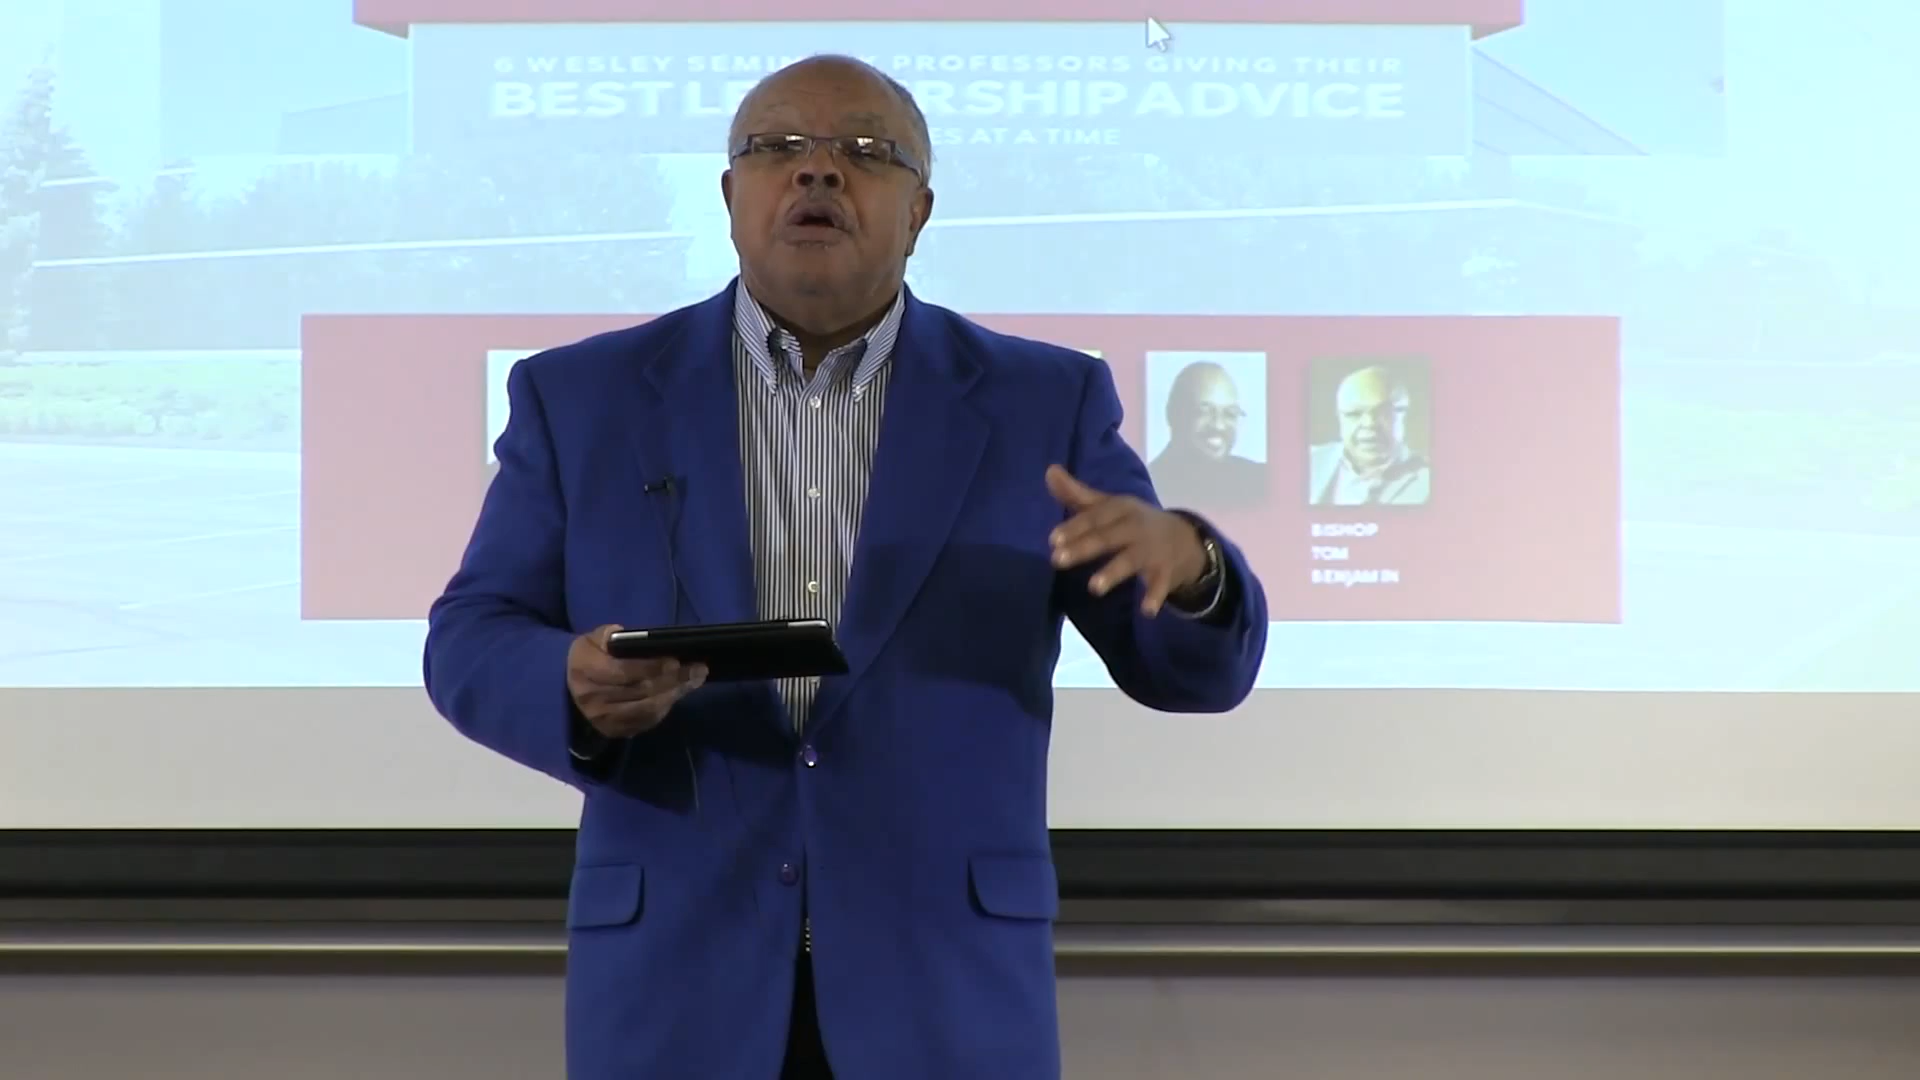 6 WESLEY SEMIN Y PROFESSORS GIVING THEIR
BEST LE RSHIP ADVICE
ES AT A TIME
BISHOP
TOM
BENJAMIN